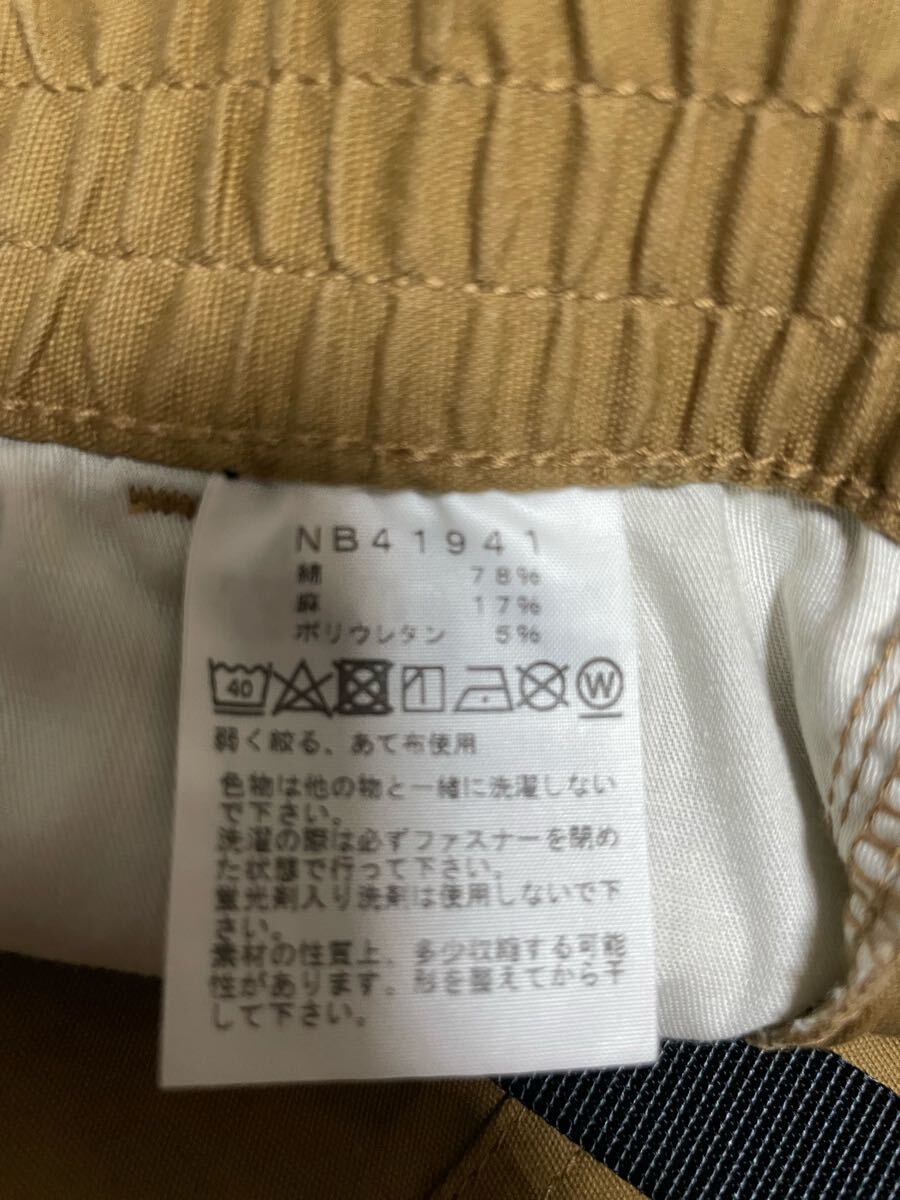 NB41941
綿 78%
麻 17%
ポリウレタン 5%
40 W
弱く絞る、あて布使用
色物は他の物と一緒に洗濯しない
で下さい。
洗濯の際は必ずファスナーを閉め
た状態で行って下さい。
蛍光剤入り洗剤は使用しないで下
さい。
素材の性質上、多少収縮する可能
性があります。形を整えてから干
して下さい。